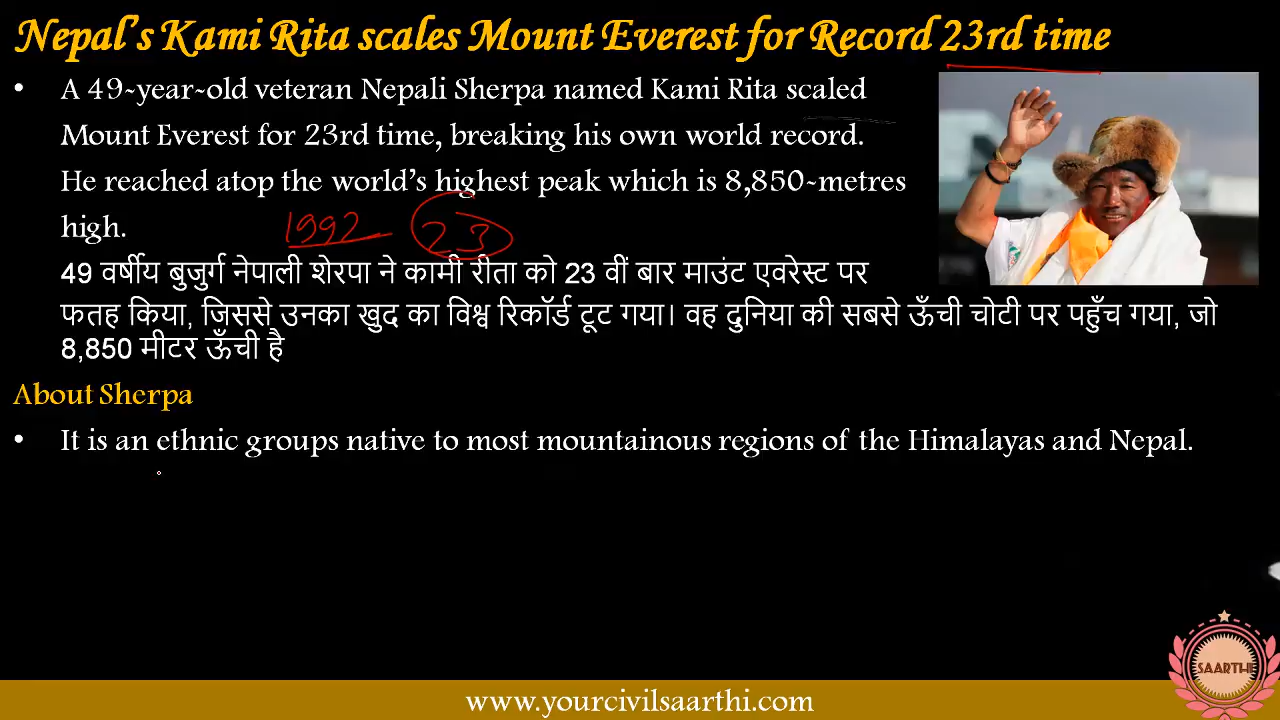 Nepal's Kami Rita scales Mount Everest for Record 23rd time
• A 49-year-old veteran Nepali Sherpa named Kami Rita scaled
Mount Everest for 23rd time, breaking his own world record.
He reached atop the world's highest peak which is 8,850-metres
high.
1992 23
49 वर्षीय बुजुर्ग नेपाली शेरपा ने कामी रीता को 23 वीं बार माउंट एवरेस्ट पर
फतह किया, जिससे उनका खुद का विश्व रिकॉर्ड टूट गया। वह दुनिया की सबसे ऊँची चोटी पर पहुँच गया, जो
8,850 मीटर ऊँची है
About Sherpa
• It is an ethnic groups native to most mountainous regions of the Himalayas and Nepal.
SAARTHI
www.yourcivilsaarthi.com